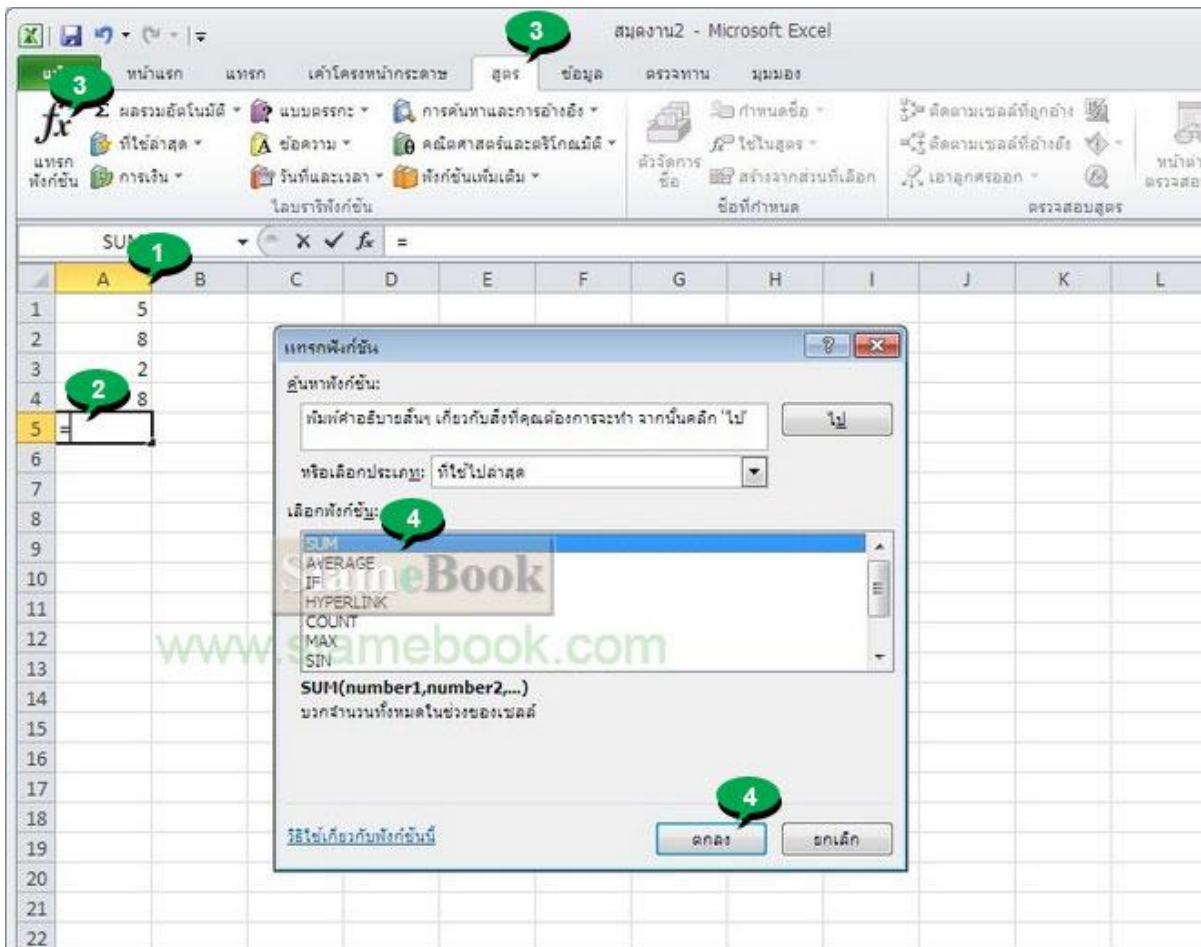 สมุดงาน2 - Microsoft Excel
3
3
หน้าแรก แทรก เค้าโครงหน้ากระดาษ สูตร ข้อมูล ตรวจทาน มุมมอง
fx
แทรก
ฟังก์ชัน
Σ ผลรวมอัตโนมัติ
ที่ใช้ล่าสุด
การเงิน
แบบตรรกะ
ข้อความ
วันที่และเวลา
การค้นหาและการอ้างอิง
คณิตศาสตร์และตรีโกณมิติ
ฟังก์ชันเพิ่มเติม
ไลบรารีฟังก์ชัน
ตัวจัดการ
ชื่อ
กำหนดชื่อ
ใช้ในสูตร
สร้างจากส่วนที่เลือก
ชื่อที่กำหนด
ติดตามเซลล์ที่ถูกอ้าง
ติดตามเซลล์ที่อ้างถึง
เอาลูกศรออก
ตรวจสอบสูตร
fx =
1
A B C D E F G H I J K L
1 5
2 8
3 2
2
4 8
5 =
6
7
8
9
10
11
12
13
14
15
16
17
18
19
20
21
22
แทรกฟังก์ชัน
ค้นหาฟังก์ชัน:
พิมพ์คำอธิบายสั้นๆ เกี่ยวกับสิ่งที่คุณต้องการจะทำ จากนั้นคลิก 'ไป'
ไป
หรือเลือกประเภท: ที่ใช้ไปล่าสุด
เลือกฟังก์ชัน:
4
SUM
AVERAGE
IF
HYPERLINK
COUNT
MAX
SIN
SiameBook
www.siamebook.com
SUM(number1,number2,...)
บวกจำนวนทั้งหมดในช่วงของเซลล์
4
วิธีใช้เกี่ยวกับฟังก์ชันนี้
ตกลง
ยกเลิก